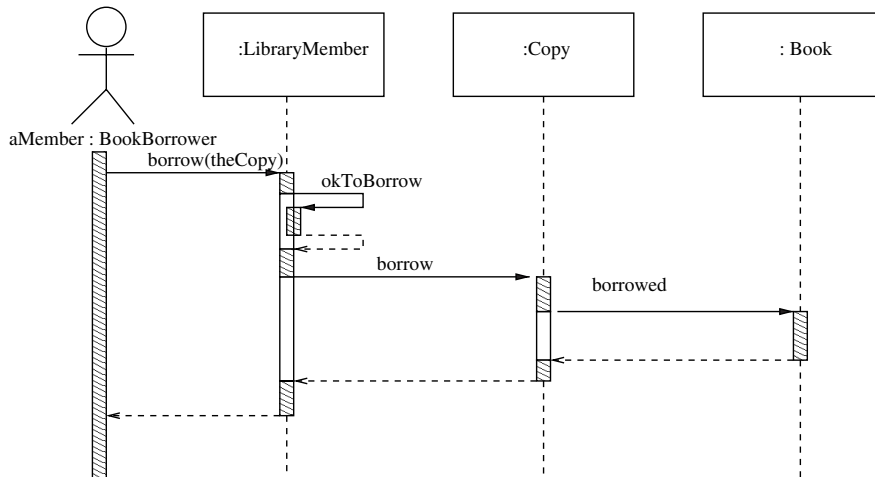 :LibraryMember
:Copy
: Book
aMember : BookBorrower
borrow(theCopy)
okToBorrow
borrow
borrowed